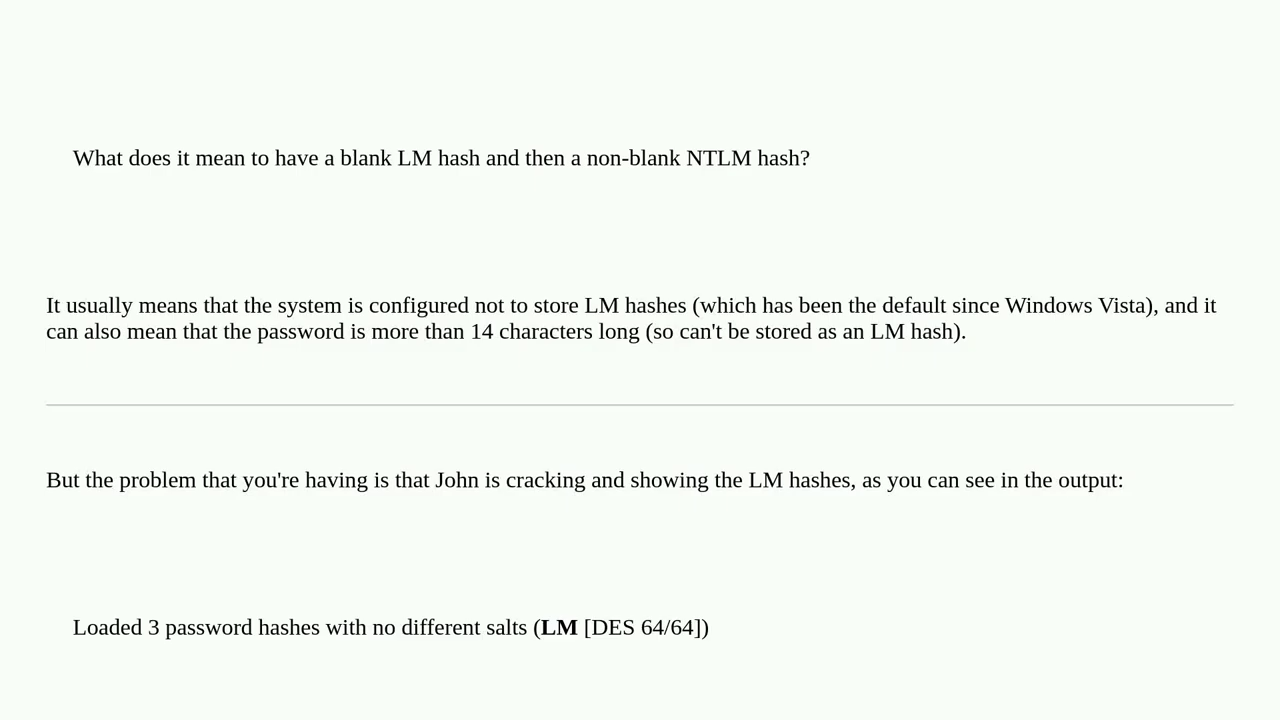 What does it mean to have a blank LM hash and then a non-blank NTLM hash?
It usually means that the system is configured not to store LM hashes (which has been the default since Windows Vista), and it
can also mean that the password is more than 14 characters long (so can't be stored as an LM hash).
But the problem that you're having is that John is cracking and showing the LM hashes, as you can see in the output:
Loaded 3 password hashes with no different salts (LM [DES 64/64])